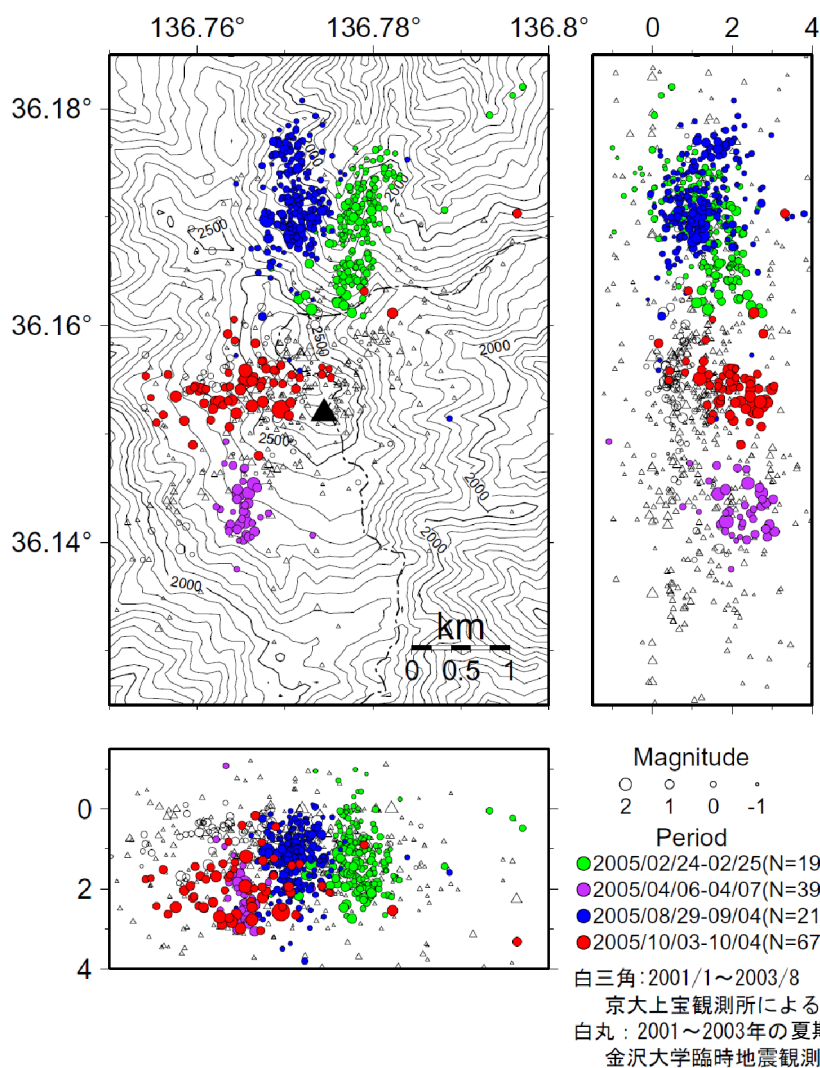 136.76° 136.78° 136.8°
0 2 4
36.18°
36.16°
36.14°
2500
2500
2500
2000
2000
2000
2000
km
0 0.5 1
0
2
4
Magnitude
2 1 0 -1
Period
2005/02/24-02/25(N=19
2005/04/06-04/07(N=39
2005/08/29-09/04(N=21
2005/10/03-10/04(N=67
白三角:2001/1～2003/8
京大上宝観測所による
白丸：2001～2003年の夏期
金沢大学臨時地震観測